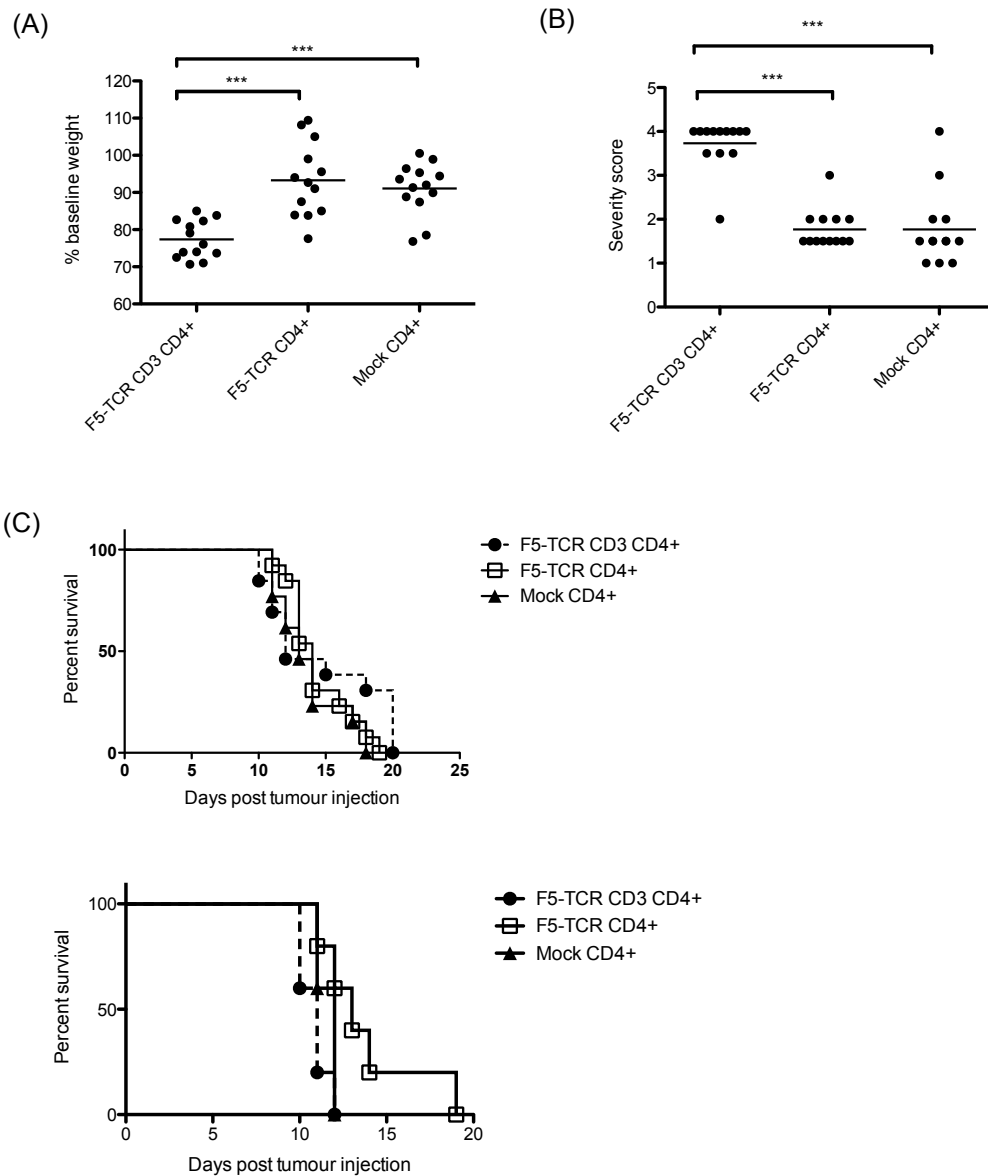 (A)
***
***
120
110
100
90
80
70
60
% baseline weight
F5-TCR CD3 CD4+
F5-TCR CD4+
Mock CD4+
(B)
***
***
5
4
3
2
1
0
Severity score
F5-TCR CD3 CD4+
F5-TCR CD4+
Mock CD4+
(C)
100
50
0
Percent survival
0 5 10 15 20 25
Days post tumour injection
F5-TCR CD3 CD4+
F5-TCR CD4+
Mock CD4+
100
50
0
Percent survival
0 5 10 15 20
Days post tumour injection
F5-TCR CD3 CD4+
F5-TCR CD4+
Mock CD4+